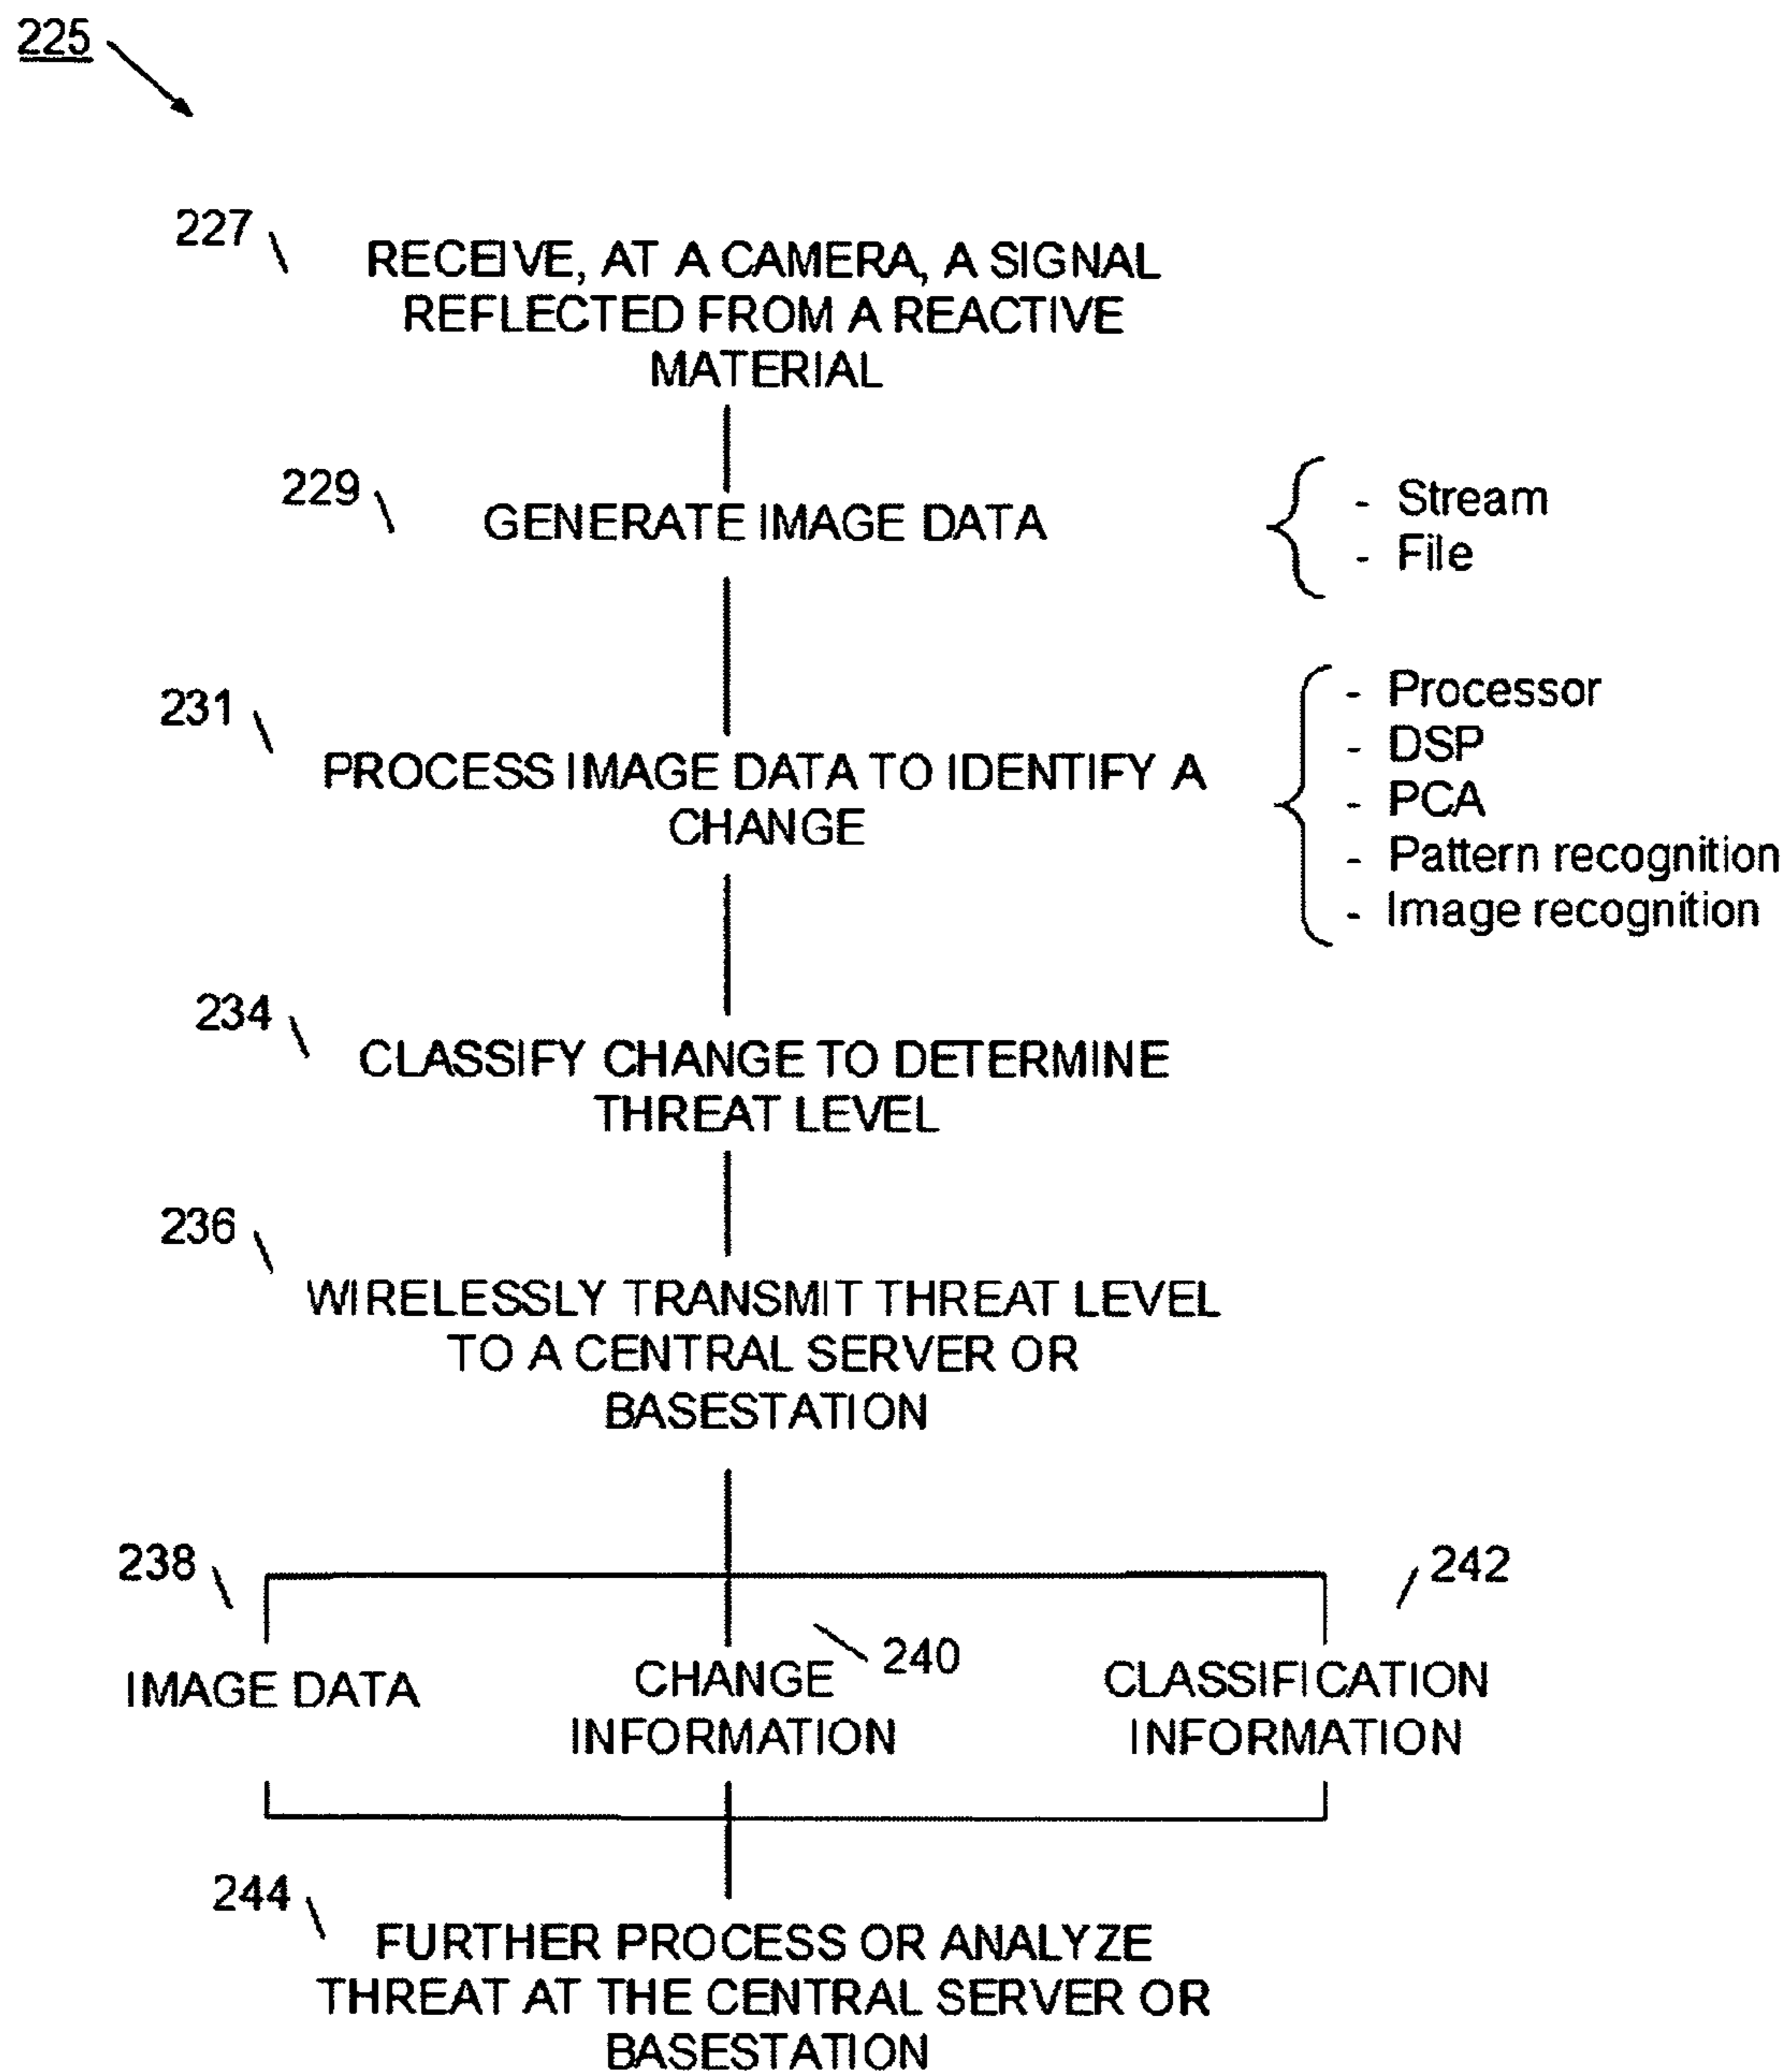 225
227
RECEIVE, AT A CAMERA, A SIGNAL
REFLECTED FROM A REACTIVE
MATERIAL
229
GENERATE IMAGE DATA
- Stream
- File
231
PROCESS IMAGE DATA TO IDENTIFY A
CHANGE
- Processor
- DSP
- PCA
- Pattern recognition
- Image recognition
234
CLASSIFY CHANGE TO DETERMINE
THREAT LEVEL
236
WIRELESSLY TRANSMIT THREAT LEVEL
TO A CENTRAL SERVER OR
BASESTATION
238
IMAGE DATA
240
CHANGE
INFORMATION
242
CLASSIFICATION
INFORMATION
244
FURTHER PROCESS OR ANALYZE
THREAT AT THE CENTRAL SERVER OR
BASESTATION